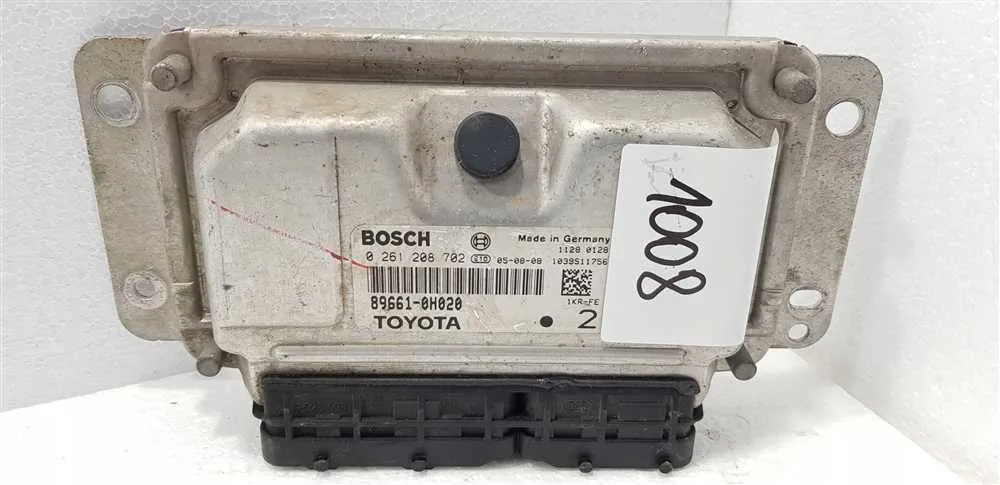 BOSCH Made in Germany
1128 0128
0 261 208 702 05-08-08 1039S11756
89661-0H020 1KR-FE
TOYOTA 2
1008